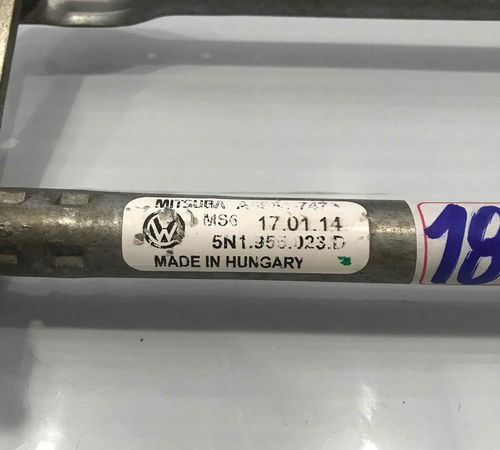 MITSUBA
MS6 17.01.14
5N1.955.023.D
MADE IN HUNGARY
18